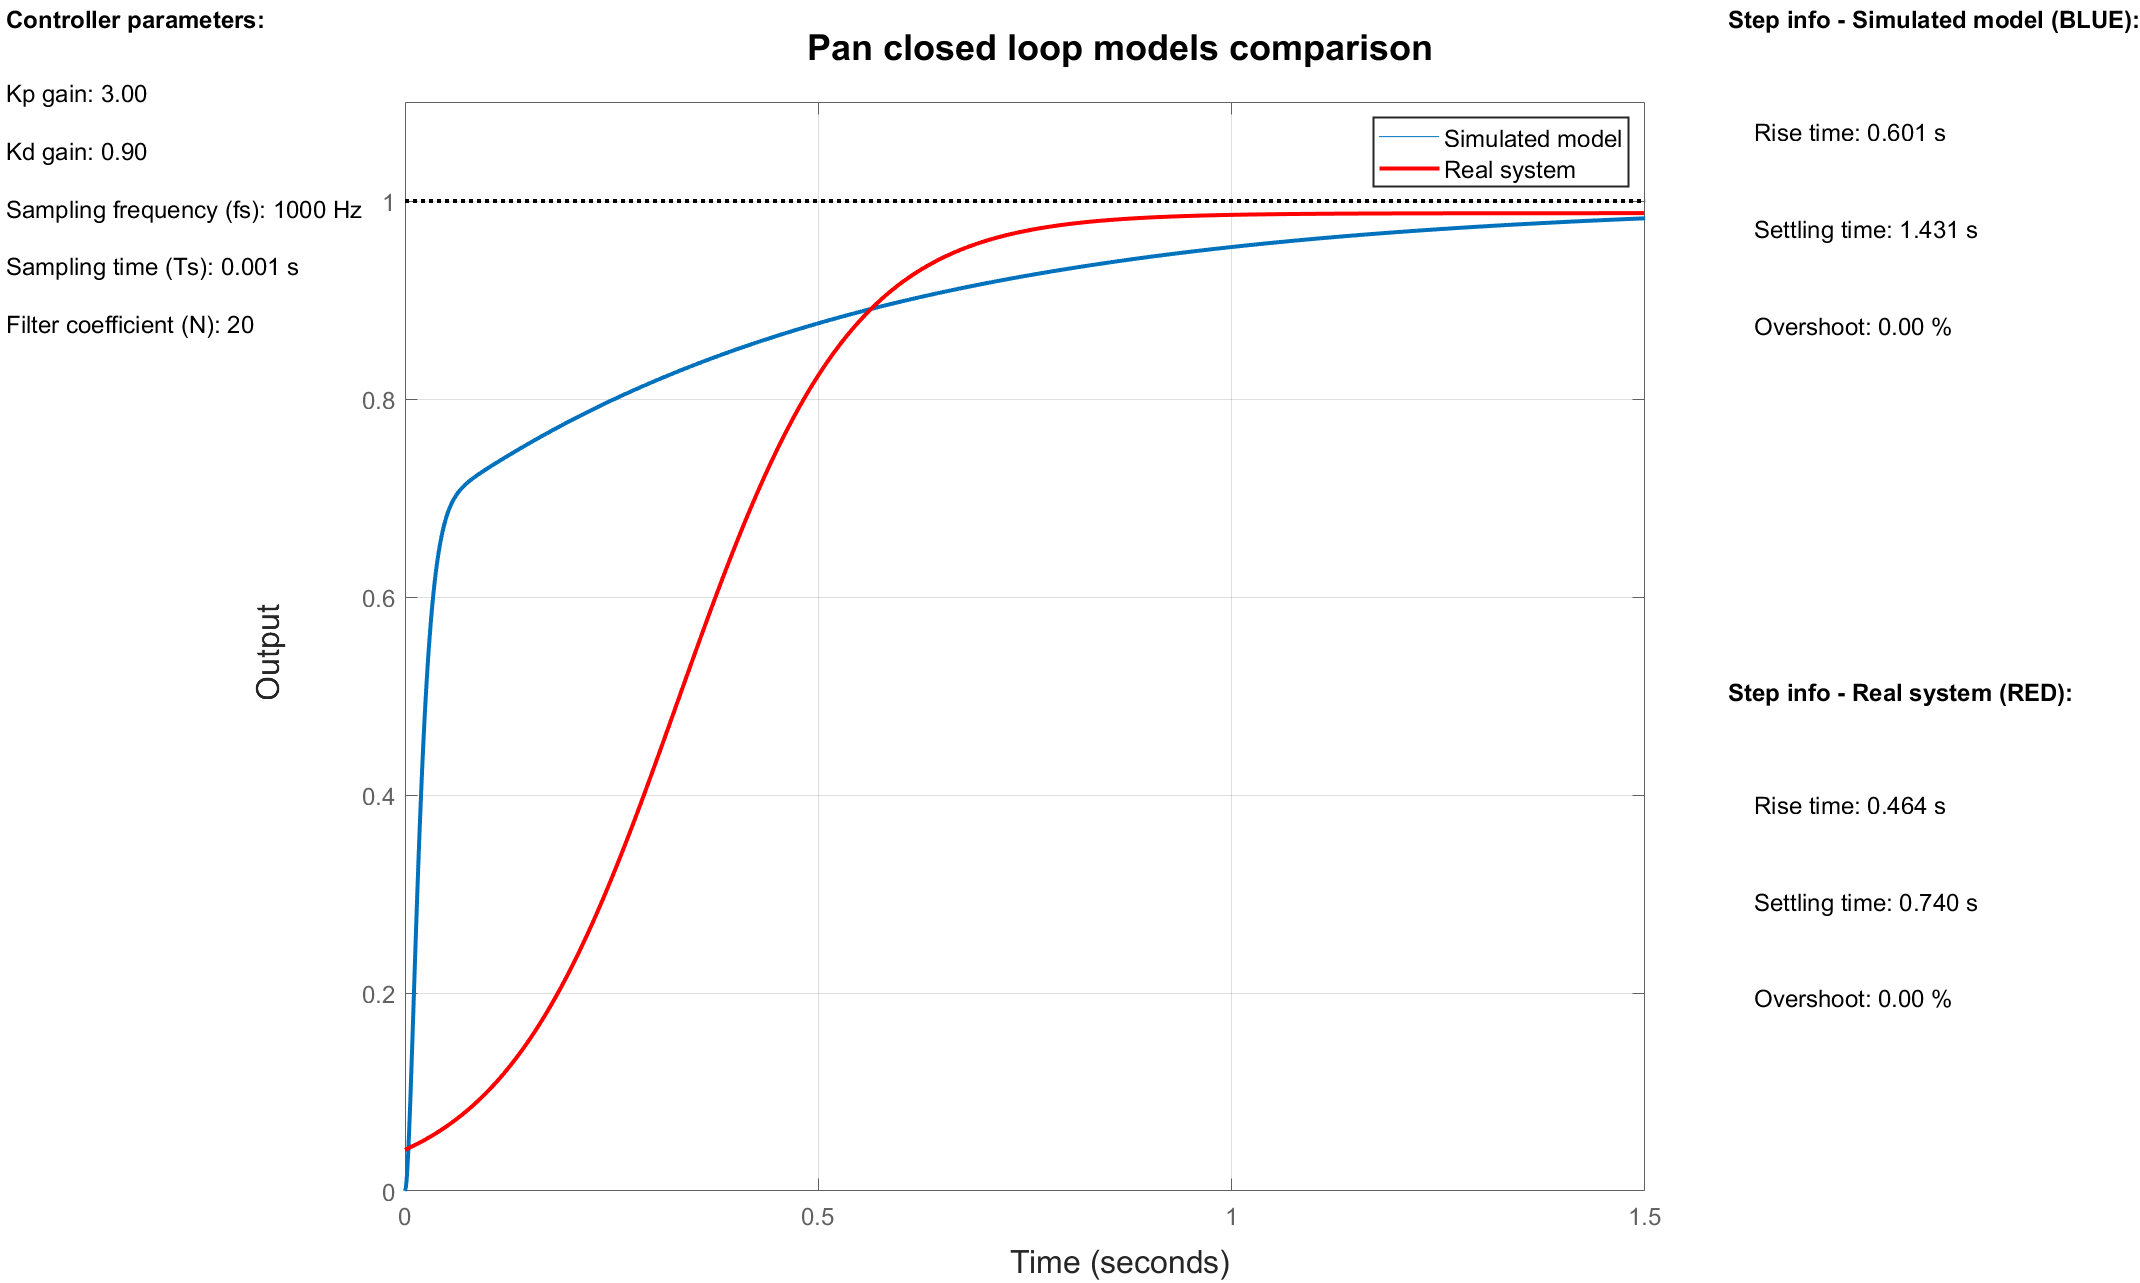 Controller parameters:
Kp gain: 3.00
Kd gain: 0.90
Sampling frequency (fs): 1000 Hz
Sampling time (Ts): 0.001 s
Filter coefficient (N): 20
Pan closed loop models comparison
Simulated model
Real system
1
0.8
0.6
0.4
0.2
0
Output
0
0.5
1
1.5
Time (seconds)
Step info - Simulated model (BLUE):
Rise time: 0.601 s
Settling time: 1.431 s
Overshoot: 0.00 %
Step info - Real system (RED):
Rise time: 0.464 s
Settling time: 0.740 s
Overshoot: 0.00 %